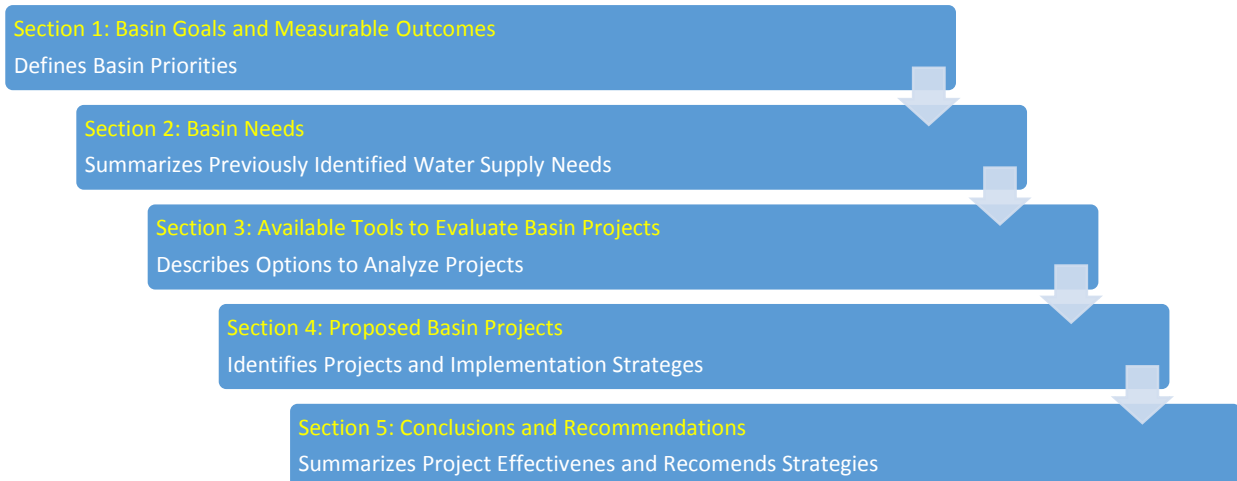 Section 1: Basin Goals and Measurable Outcomes
Defines Basin Priorities
Section 2: Basin Needs
Summarizes Previously Identified Water Supply Needs
Section 3: Available Tools to Evaluate Basin Projects
Describes Options to Analyze Projects
Section 4: Proposed Basin Projects
Identifies Projects and Implementation Strateges
Section 5: Conclusions and Recommendations
Summarizes Project Effectivenes and Recomends Strategies